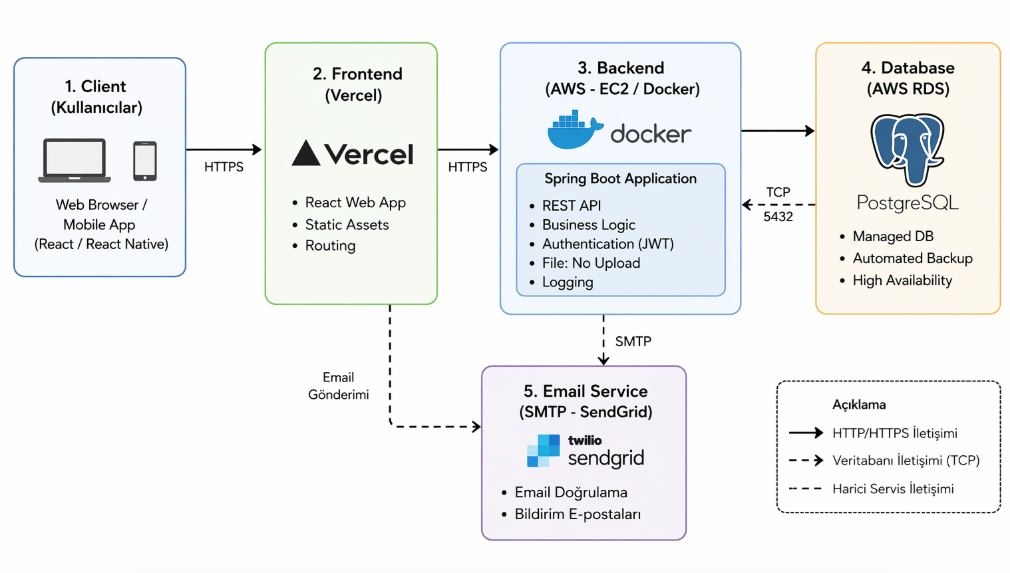 1. Client
(Kullanıcılar)
Web Browser /
Mobile App
(React / React Native)
HTTPS
2. Frontend
(Vercel)
Vercel
• React Web App
• Static Assets
• Routing
HTTPS
3. Backend
(AWS - EC2 / Docker)
docker
Spring Boot Application
• REST API
• Business Logic
• Authentication (JWT)
• File: No Upload
• Logging
TCP
5432
4. Database
(AWS RDS)
PostgreSQL
• Managed DB
• Automated Backup
• High Availability
Email
Gönderimi
SMTP
5. Email Service
(SMTP - SendGrid)
twilio
sendgrid
• Email Doğrulama
• Bildirim E-postaları
Açıklama
HTTP/HTTPS İletişimi
Veritabanı İletişimi (TCP)
Harici Servis İletişimi